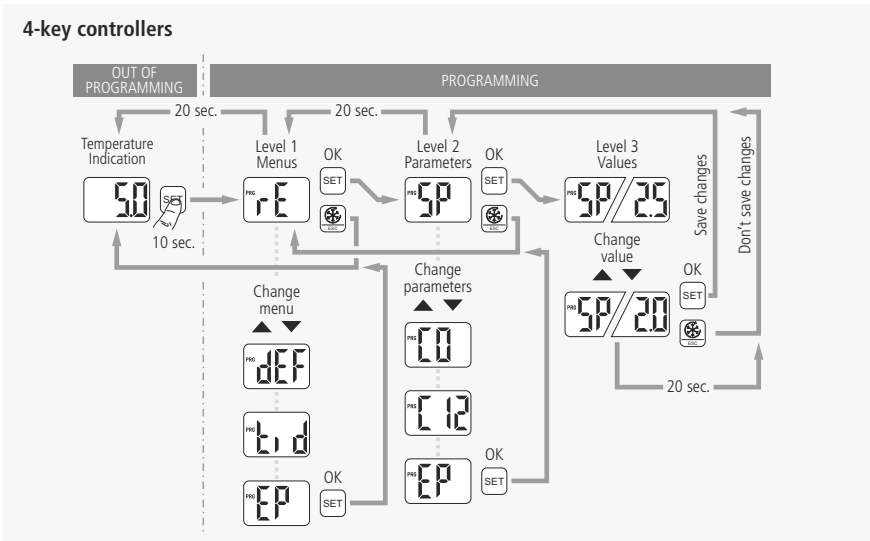 4-key controllers
OUT OF
PROGRAMMING
PROGRAMMING
20 sec.
20 sec.
Temperature
Indication
5.0
SET
10 sec.
Level 1
Menus
PRG rE
OK
SET
ESC
Level 2
Parameters
PRG SP
OK
SET
ESC
Level 3
Values
PRG SP/2.5
Change
value
PRG SP/2.0
OK
SET
ESC
Save changes
Don't save changes
20 sec.
Change
menu
PRG dEF
PRG tid
PRG EP
OK
SET
Change
parameters
PRG C0
PRG C12
PRG EP
OK
SET